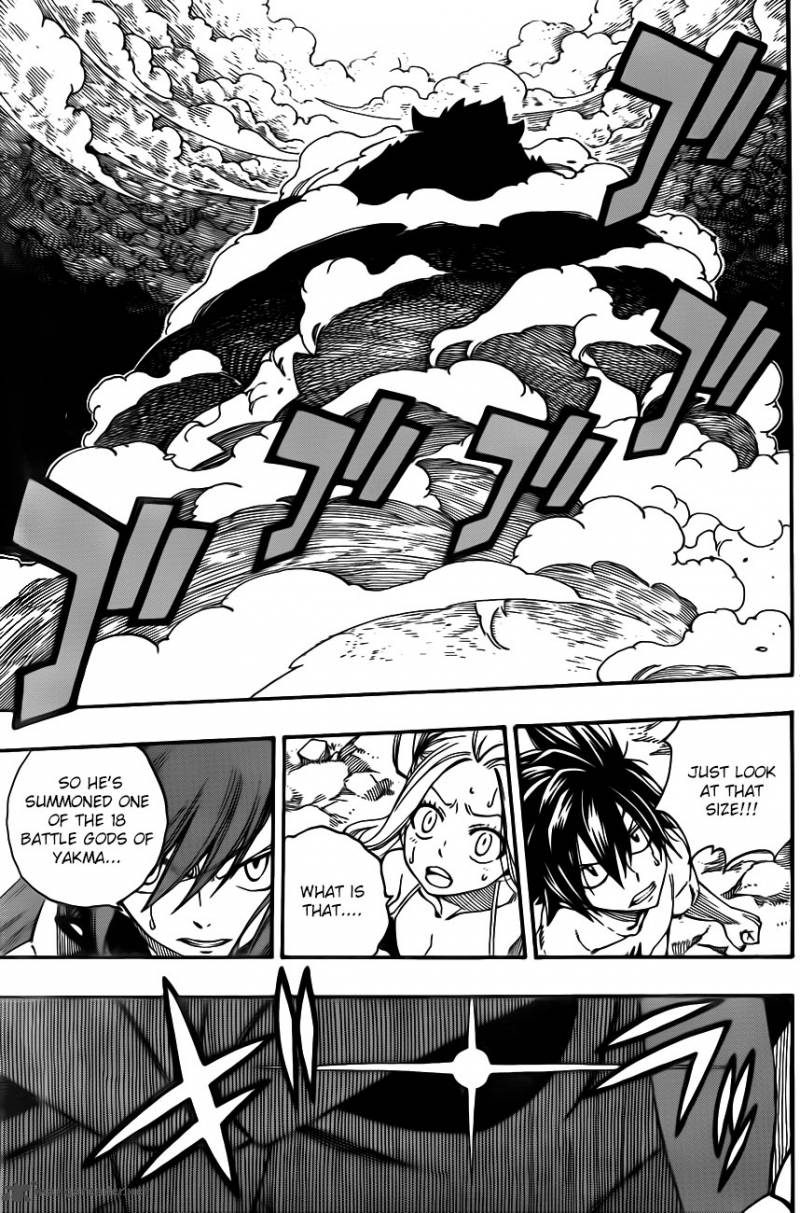 ゴ
ゴ
ゴ
ゴ
ゴ
JUST LOOK
AT THAT
SIZE!!!
WHAT IS
THAT....
SO HE'S
SUMMONED ONE
OF THE 18
BATTLE GODS OF
YAKMA...